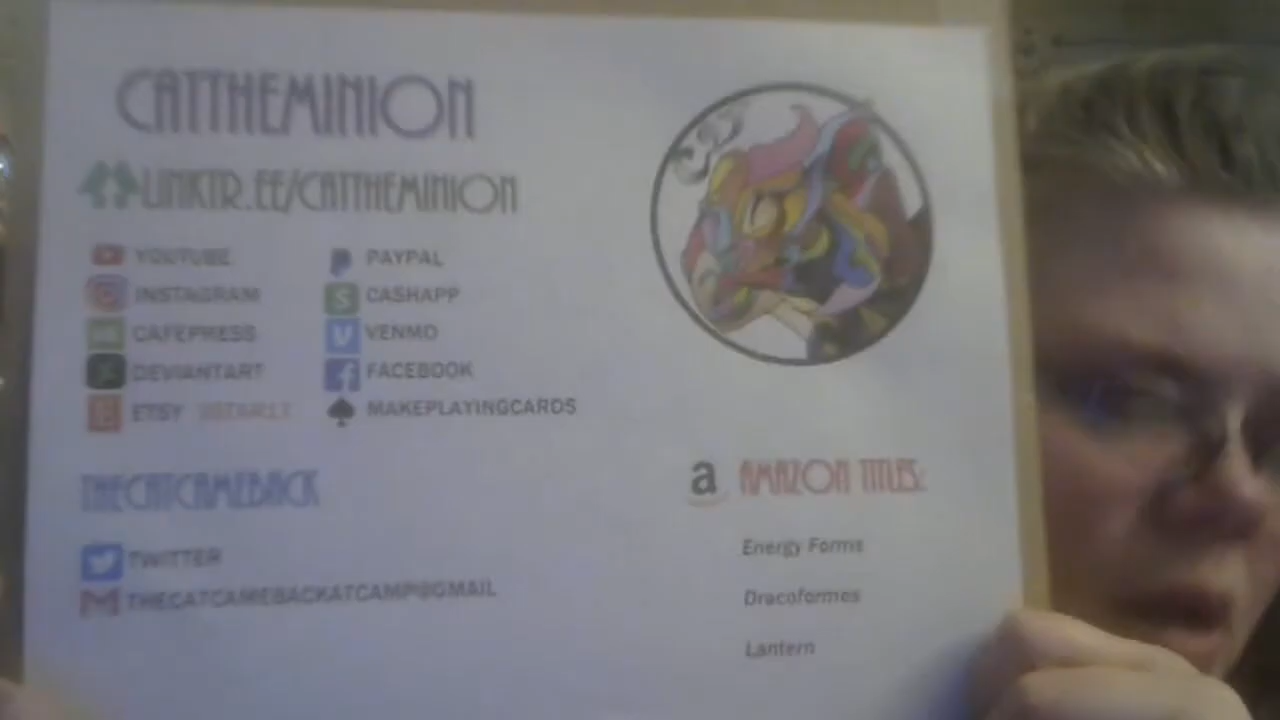 CATTHEMINION
LINKTR.EE/CATTHEMINION
YOUTUBE
INSTAGRAM
CAFEPRESS
DEVIANTART
ETSY
PAYPAL
CASHAPP
VENMO
FACEBOOK
MAKEPLAYINGCARDS
THECATCAMEBACK
TWITTER
THECATCAMEBACKATCAMP@GMAIL
a AMAZON TITLES:
Energy Forms
Dracoformes
Lantern